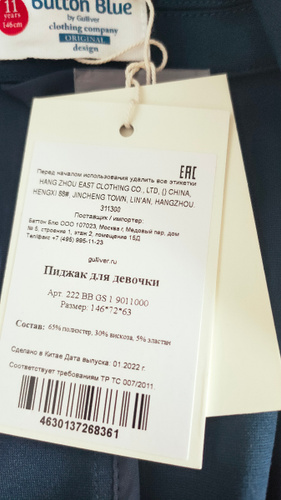 11
years
146cm
Button Blue
by Gulliver
clothing company
ORIGINAL
design
EAC
Перед началом использования удалить все этикетки
HANG ZHOU EAST CLOTHING CO., LTD, () CHINA,
HENGXI 88#, JINCHENG TOWN, LIN'AN, HANGZHOU
311300
Поставщик / импортер:
Баттон Блю ООО 107023, Москва г, Медовый пер, дом
№ 5, строение 1, этаж 2, помещение 15Д
Тел/факс: +7 (495) 995-11-23
gulliver.ru
Пиджак для девочки
Арт. 222 BB GS 1 9011000
Размер: 146*72*63
Состав: 65% полиэстер, 30% вискоза, 5% эластан
Сделано в Китае Дата выпуска: 01.2022 г.
Соответствует требованиям ТР ТС 007/2011
4630137268361